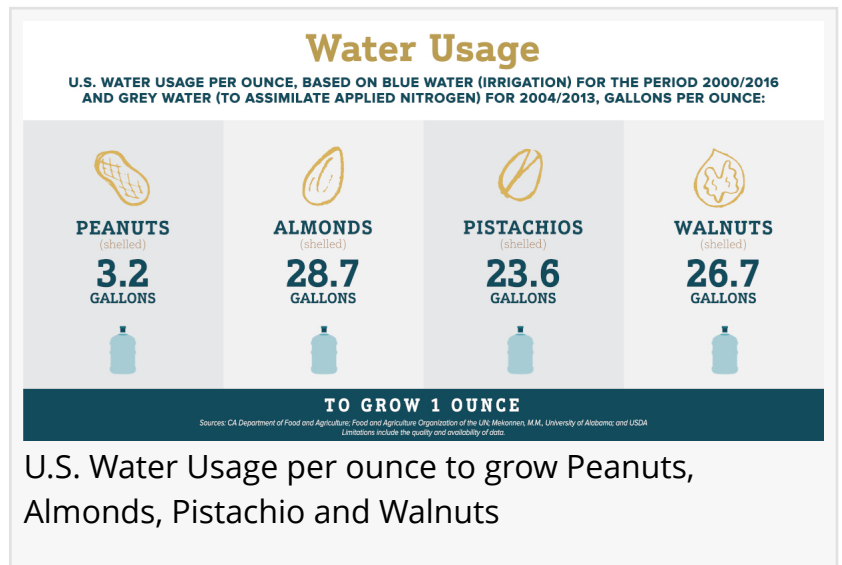 Water Usage
U.S. WATER USAGE PER OUNCE, BASED ON BLUE WATER (IRRIGATION) FOR THE PERIOD 2000/2016
AND GREY WATER (TO ASSIMILATE APPLIED NITROGEN) FOR 2004/2013, GALLONS PER OUNCE:
PEANUTS
(shelled)
3.2
GALLONS
ALMONDS
(shelled)
28.7
GALLONS
PISTACHIOS
(shelled)
23.6
GALLONS
WALNUTS
(shelled)
26.7
GALLONS
TO GROW 1 OUNCE
Sources: CA Department of Food and Agriculture; Food and Agriculture Organization of the UN; Mekonnen, M.M., University of Alabama; and USDA
Limitations include the quality and availability of data.
U.S. Water Usage per ounce to grow Peanuts,
Almonds, Pistachio and Walnuts